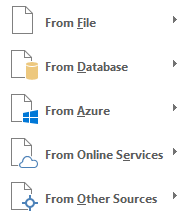 From File
From Database
From Azure
From Online Services
From Other Sources